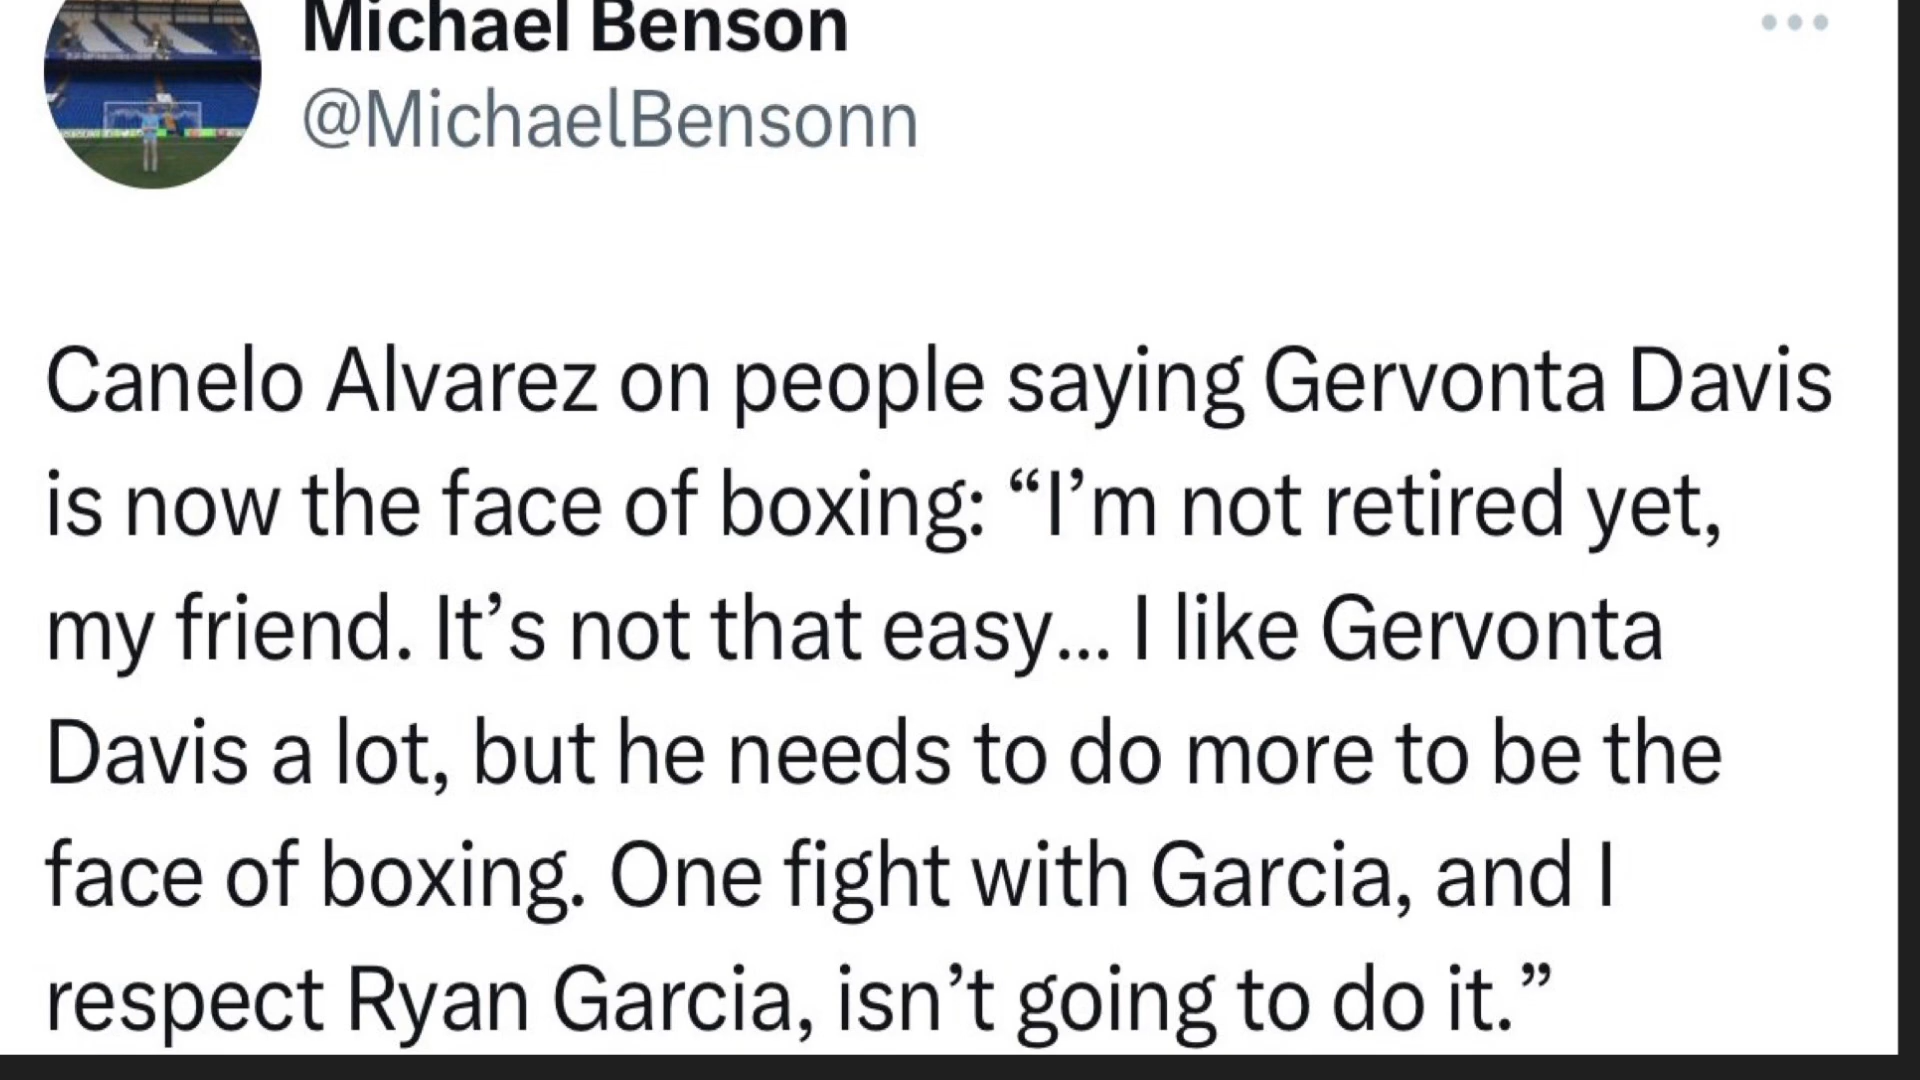 Michael Benson
@MichaelBensonn
Canelo Alvarez on people saying Gervonta Davis
is now the face of boxing: “I’m not retired yet,
my friend. It’s not that easy... I like Gervonta
Davis a lot, but he needs to do more to be the
face of boxing. One fight with Garcia, and I
respect Ryan Garcia, isn’t going to do it.”